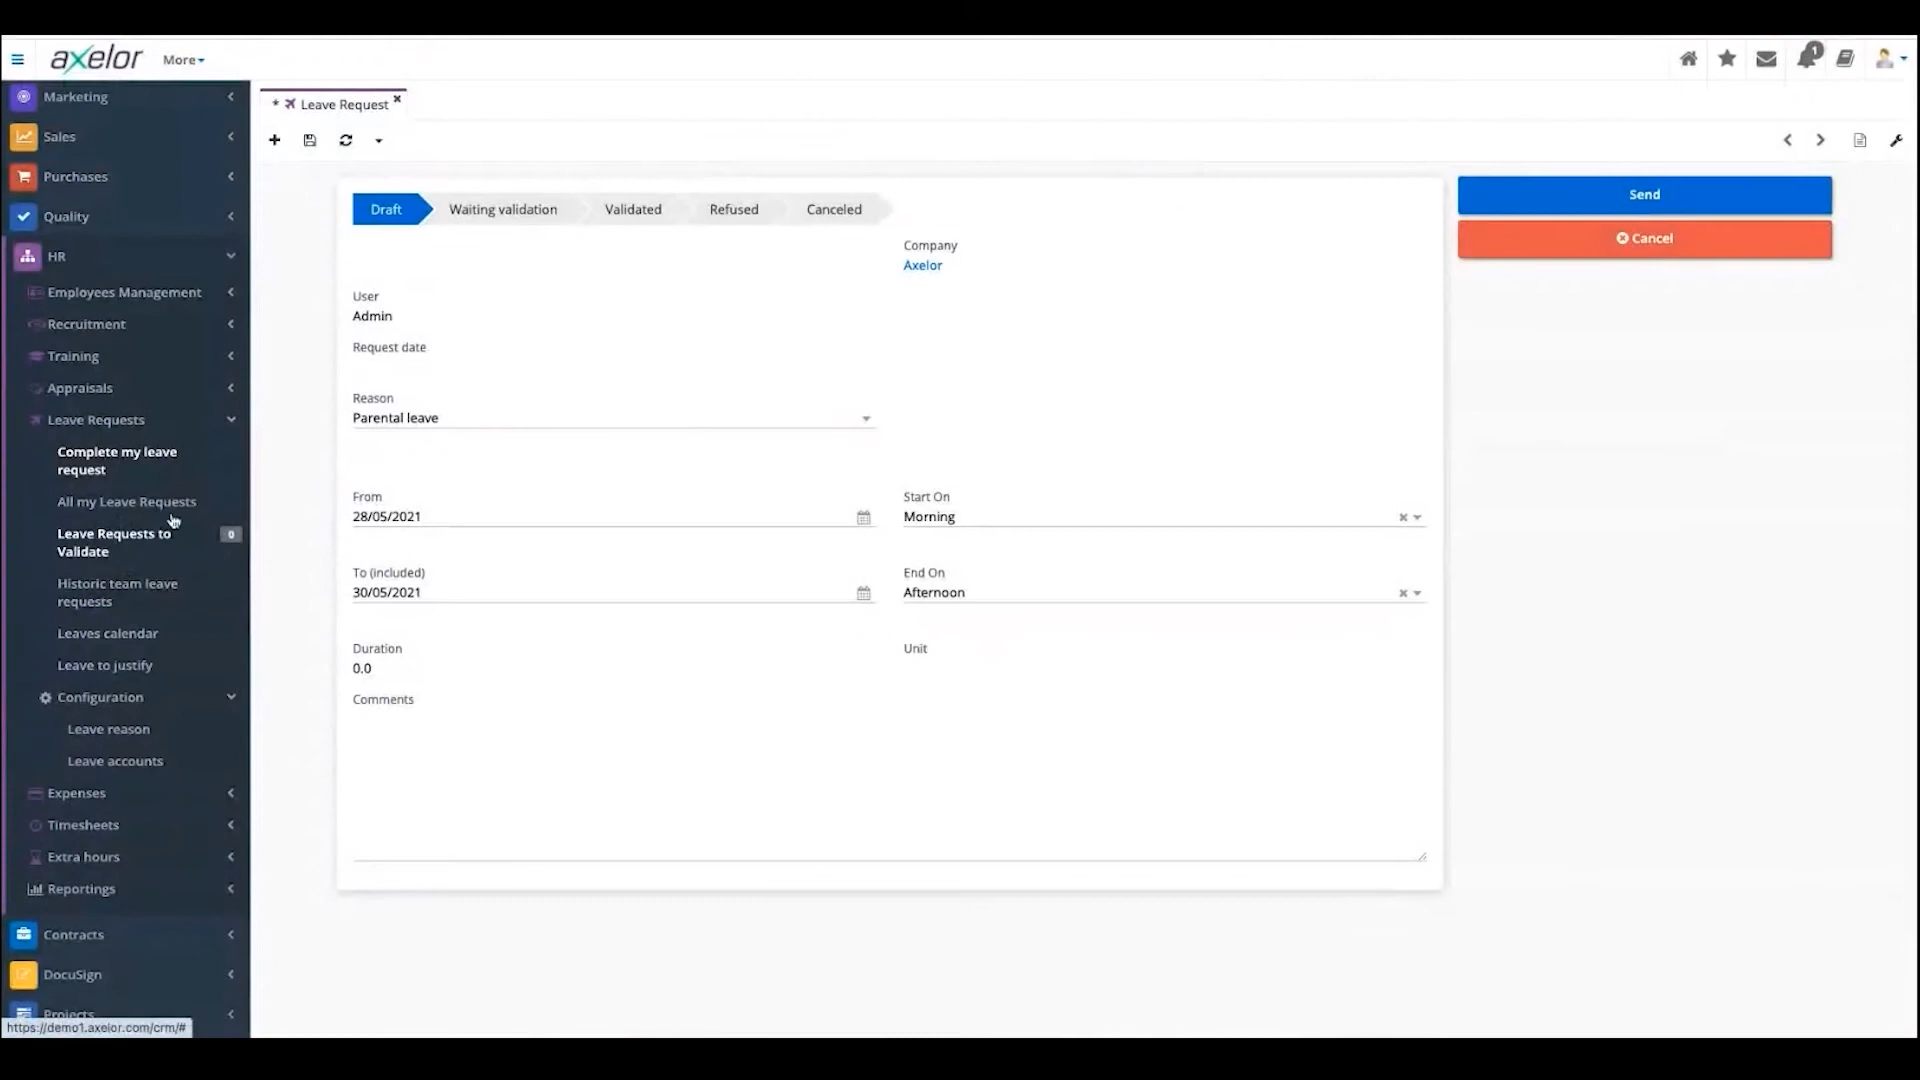 axelor
More
1
Marketing
Sales
Purchases
Quality
HR
Employees Management
Recruitment
Training
Appraisals
Leave Requests
Complete my leave
request
All my Leave Requests
Leave Requests to
Validate
0
Historic team leave
requests
Leaves calendar
Leave to justify
Configuration
Leave reason
Leave accounts
Expenses
Timesheets
Extra hours
Reportings
Contracts
DocuSign
Projects
https://demo1.axelor.com/crm/#
* Leave Request
Draft
Waiting validation
Validated
Refused
Canceled
Company
Axelor
User
Admin
Request date
Reason
Parental leave
From
28/05/2021
Start On
Morning
To (included)
30/05/2021
End On
Afternoon
Duration
0.0
Unit
Comments
Send
Cancel